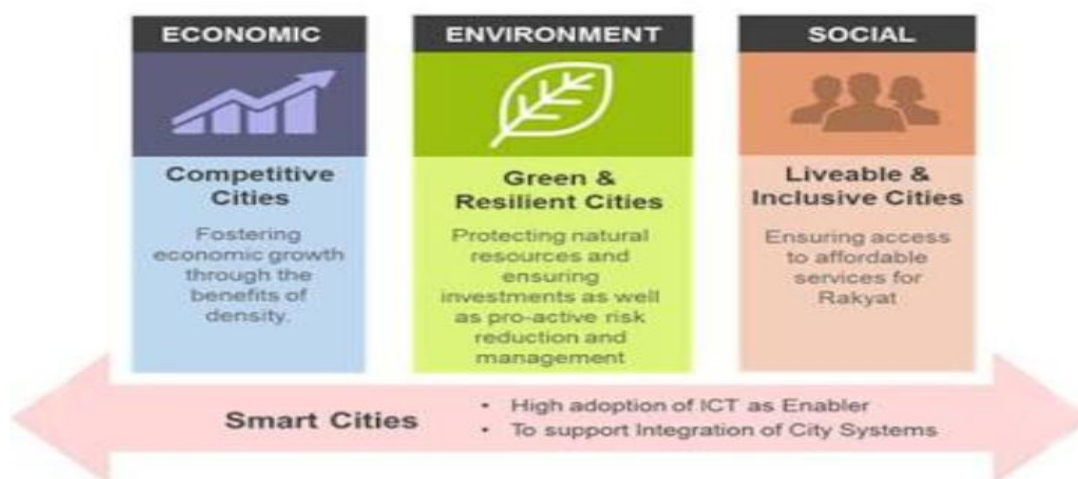 ECONOMIC
Competitive
Cities
Fostering
economic growth
through the
benefits of
density.
ENVIRONMENT
Green &
Resilient Cities
Protecting natural
resources and
ensuring
investments as well
as pro-active risk
reduction and
management
SOCIAL
Liveable &
Inclusive Cities
Ensuring access
to affordable
services for
Rakyat
Smart Cities
• High adoption of ICT as Enabler
• To support Integration of City Systems